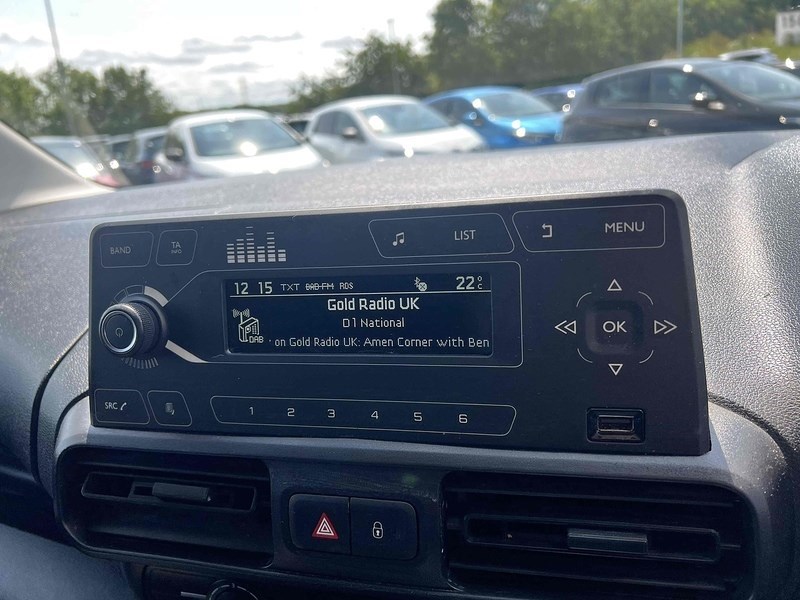 BAND
TA
INFO
LIST
MENU
12 15 TXT DAB-FM RDS 22°C
Gold Radio UK
D1 National
DAB
on Gold Radio UK: Amen Corner with Ben
OK
SRC
1 2 3 4 5 6